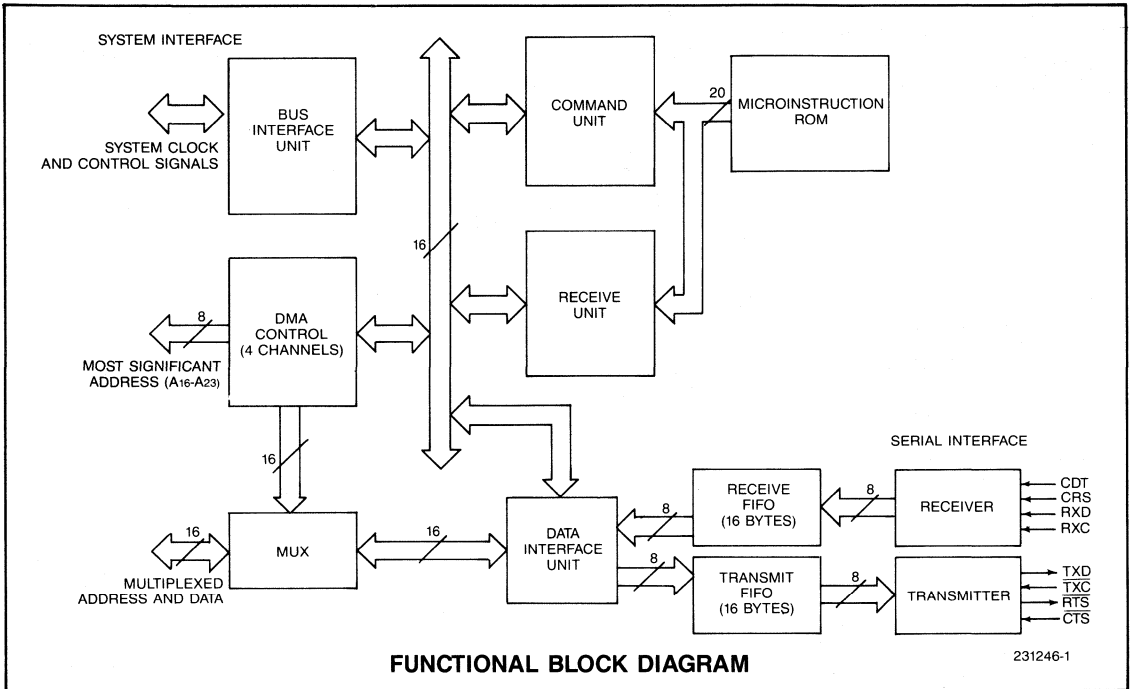 SYSTEM INTERFACE
BUS
INTERFACE
UNIT
SYSTEM CLOCK
AND CONTROL SIGNALS
COMMAND
UNIT
20
MICROINSTRUCTION
ROM
16
DMA
CONTROL
(4 CHANNELS)
8
MOST SIGNIFICANT
ADDRESS (A16-A23)
RECEIVE
UNIT
16
MUX
16
MULTIPLEXED
ADDRESS AND DATA
16
DATA
INTERFACE
UNIT
SERIAL INTERFACE
8
RECEIVE
FIFO
(16 BYTES)
8
RECEIVER
CDT
CRS
RXD
RXC
8
TRANSMIT
FIFO
(16 BYTES)
8
TRANSMITTER
TXD
TXC
RTS
CTS
FUNCTIONAL BLOCK DIAGRAM
231246-1